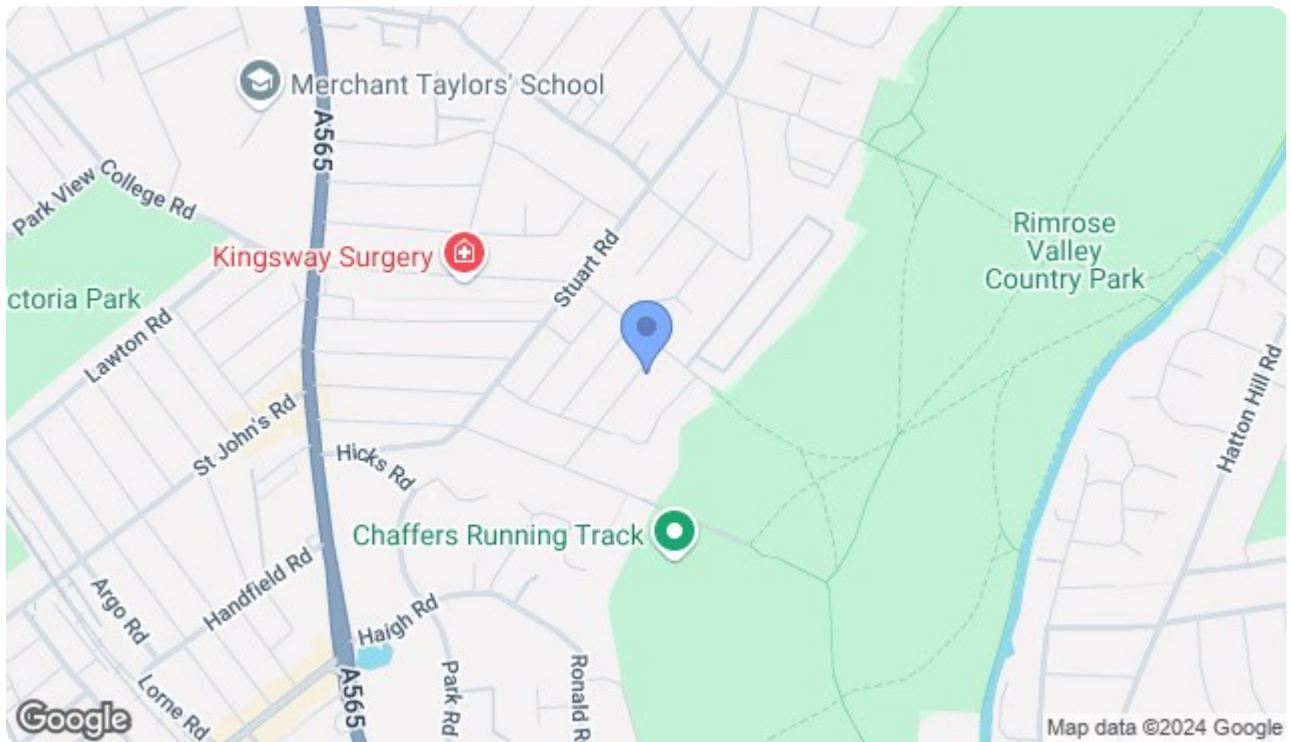 Merchant Taylors' School
A565
College Rd
Park View
Rimrose
Valley
Country Park
Kingsway Surgery
Stuart Rd
ctoria Park
Lawton Rd
Hatton Hill Rd
St John's Rd
Hicks Rd
Chaffers Running Track
Handfield Rd
Argo Rd
Haigh Rd
Park Rd
Ronald R
Lorne Rd
A565
Google
Map data ©2024 Google